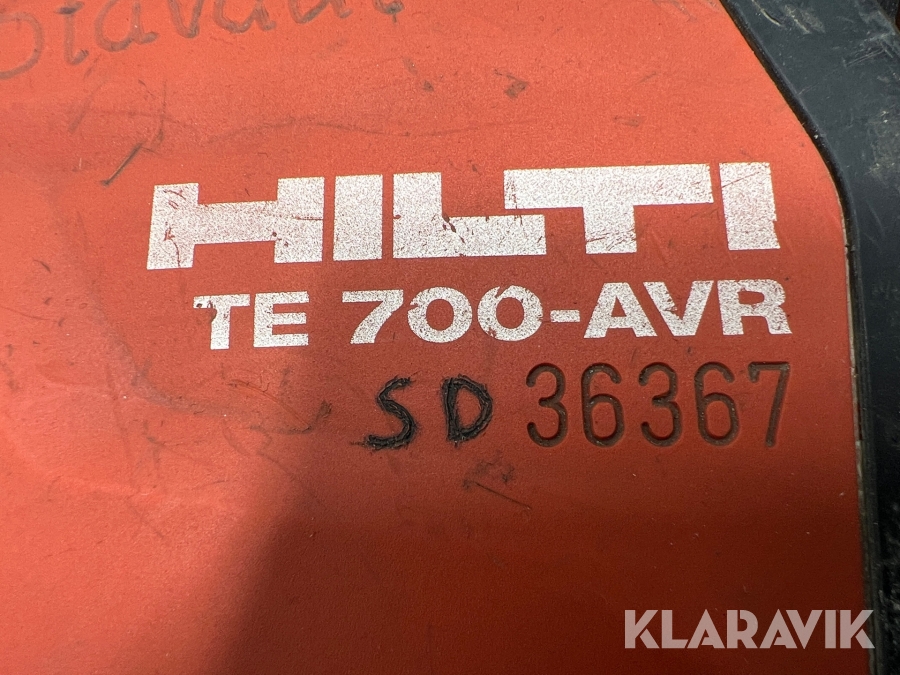 HILTI
TE 700-AVR
SD 36367
KLARAVIK